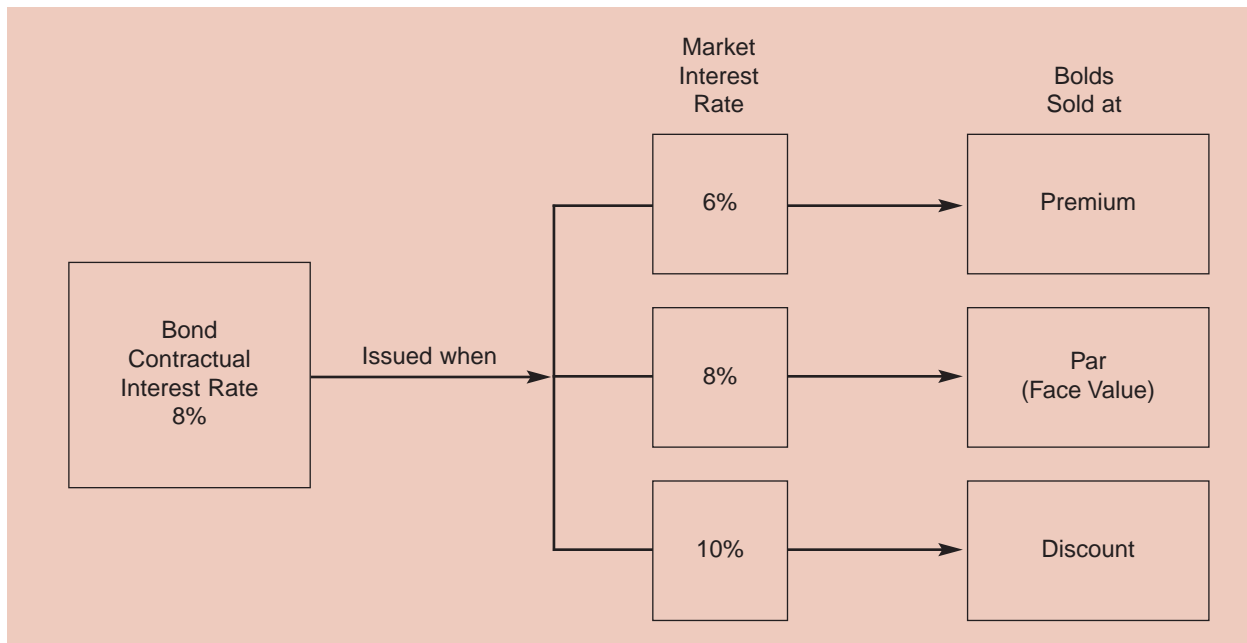 Market
Interest
Rate
Bolds
Sold at
6%
Premium
Bond
Contractual
Interest Rate
8%
Issued when
8%
Par
(Face Value)
10%
Discount